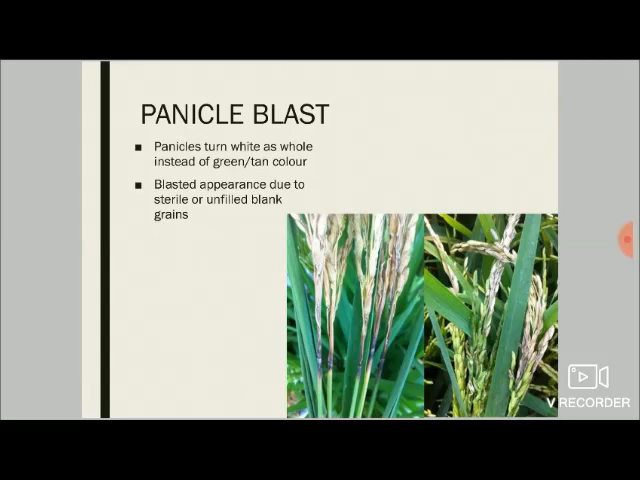 PANICLE BLAST
■ Panicles turn white as whole
instead of green/tan colour
■ Blasted appearance due to
sterile or unfilled blank
grains
V RECORDER